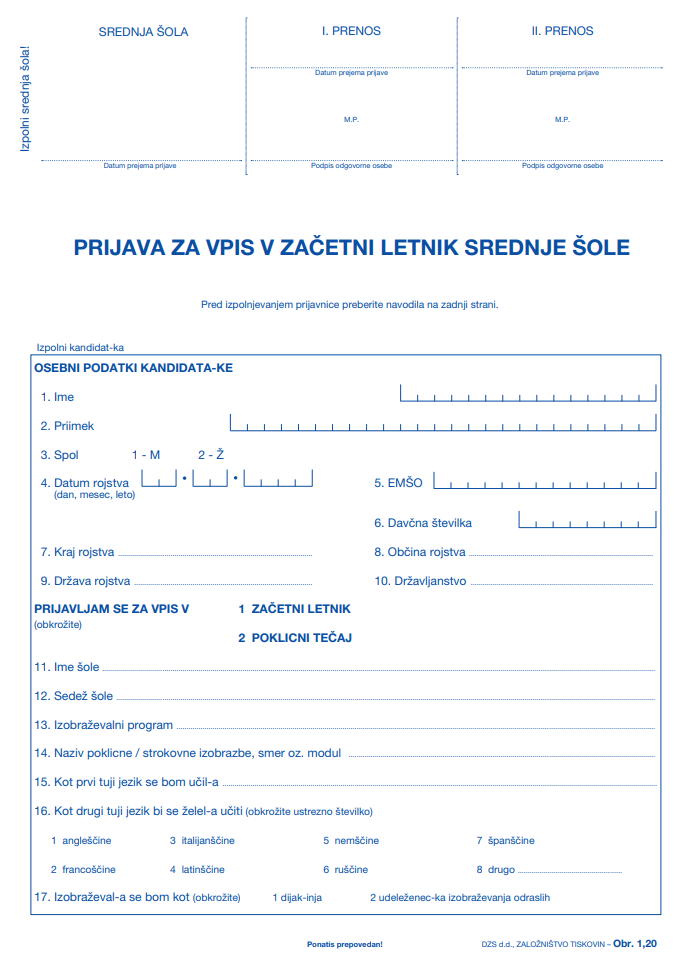 Izpolni srednja šola!
SREDNJA ŠOLA
Datum prejema prijave
I. PRENOS
Datum prejema prijave
M.P.
Podpis odgovorne osebe
II. PRENOS
Datum prejema prijave
M.P.
Podpis odgovorne osebe
PRIJAVA ZA VPIS V ZAČETNI LETNIK SREDNJE ŠOLE
Pred izpolnjevanjem prijavnice preberite navodila na zadnji strani.
Izpolni kandidat-ka
OSEBNI PODATKI KANDIDATA-KE
1. Ime
2. Priimek
3. Spol 1 - M 2 - Ž
4. Datum rojstva
(dan, mesec, leto)
5. EMŠO
6. Davčna številka
7. Kraj rojstva
8. Občina rojstva
9. Država rojstva
10. Državljanstvo
PRIJAVLJAM SE ZA VPIS V 1 ZAČETNI LETNIK
(obkrožite)
2 POKLICNI TEČAJ
11. Ime šole
12. Sedež šole
13. Izobraževalni program
14. Naziv poklicne / strokovne izobrazbe, smer oz. modul
15. Kot prvi tuji jezik se bom učil-a
16. Kot drugi tuji jezik bi se želel-a učiti (obkrožite ustrezno številko)
1 angleščine 3 italijanščine 5 nemščine 7 španščine
2 francoščine 4 latinščine 6 ruščine 8 drugo
17. Izobraževal-a se bom kot (obkrožite) 1 dijak-inja 2 udeleženec-ka izobraževanja odraslih
Ponatis prepovedan!
DZS d.d., ZALOŽNIŠTVO TISKOVIN – Obr. 1,20